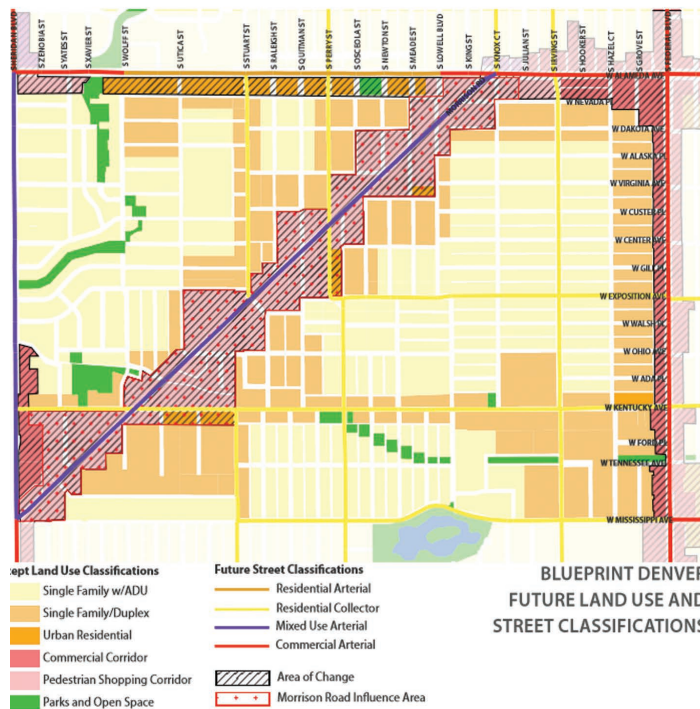 S ZENOBIA ST
S YATES ST
S XAVIER ST
S WOLFF ST
S UTICA ST
S STUART ST
S RALEIGH ST
S QUITMAN ST
S PERRY ST
S OSCEOLA ST
S NEWTON ST
S MEADE ST
S LOWELL BLVD
S KING ST
S KNOX CT
S JULIAN ST
S IRVING ST
S HOOKER ST
S HAZEL CT
S GROVE ST
S FEDERAL BLVD
W ALAMEDA AVE
W NEVADA PL
W DAKOTA AVE
W ALASKA PL
W VIRGINIA AVE
W CUSTER PL
W CENTER AVE
W GILL PL
W EXPOSITION AVE
W WALSH PL
W OHIO AVE
W ADA PL
W KENTUCKY AVE
W FORD PL
W TENNESSEE AVE
W MISSISSIPPI AVE
cept Land Use Classifications
Single Family w/ADU
Single Family/Duplex
Urban Residential
Commercial Corridor
Pedestrian Shopping Corridor
Parks and Open Space
Future Street Classifications
Residential Arterial
Residential Collector
Mixed Use Arterial
Commercial Arterial
Area of Change
Morrison Road Influence Area
BLUEPRINT DENVER
FUTURE LAND USE AND
STREET CLASSIFICATIONS